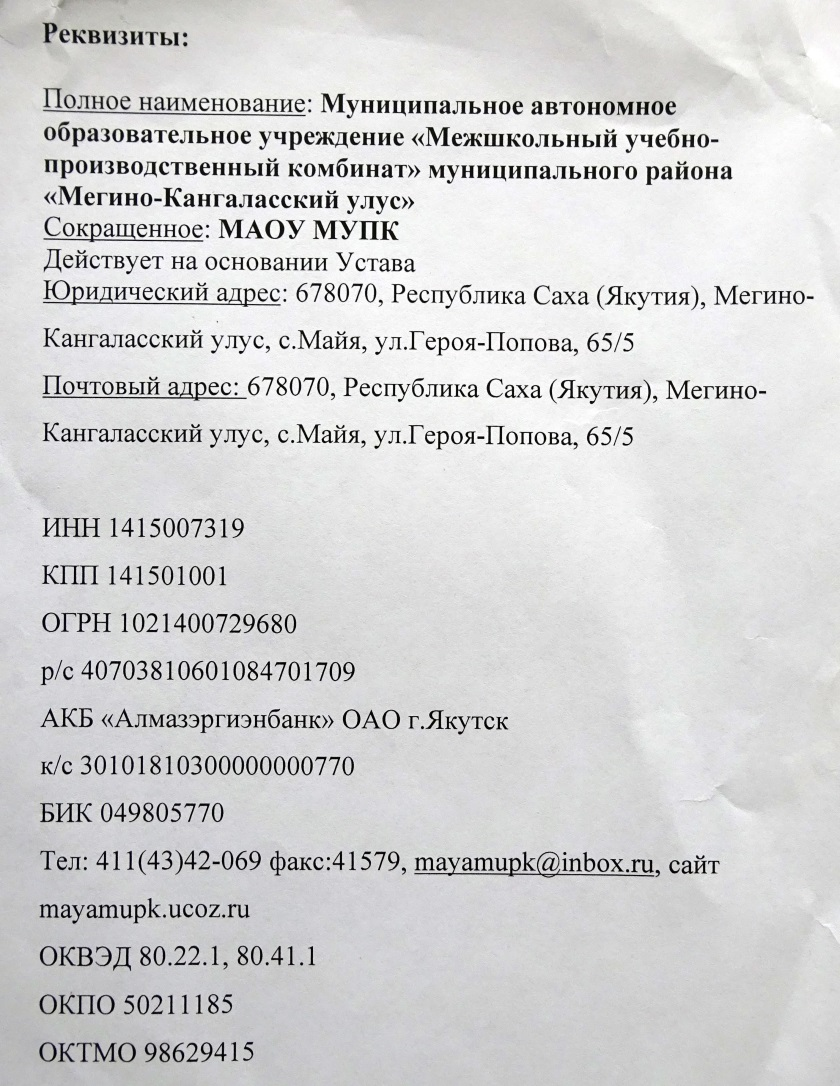 Реквизиты:
Полное наименование: Муниципальное автономное
образовательное учреждение «Межшкольный учебно-
производственный комбинат» муниципального района
«Мегино-Кангаласский улус»
Сокращенное: МАОУ МУПК
Действует на основании Устава
Юридический адрес: 678070, Республика Саха (Якутия), Мегино-
Кангаласский улус, с.Майя, ул.Героя-Попова, 65/5
Почтовый адрес: 678070, Республика Саха (Якутия), Мегино-
Кангаласский улус, с.Майя, ул.Героя-Попова, 65/5
ИНН 1415007319
КПП 141501001
ОГРН 1021400729680
р/с 40703810601084701709
АКБ «Алмазэргиэнбанк» ОАО г.Якутск
к/с 30101810300000000770
БИК 049805770
Тел: 411(43)42-069 факс:41579, mayamupk@inbox.ru, сайт
mayamupk.ucoz.ru
ОКВЭД 80.22.1, 80.41.1
ОКПО 50211185
ОКТМО 98629415